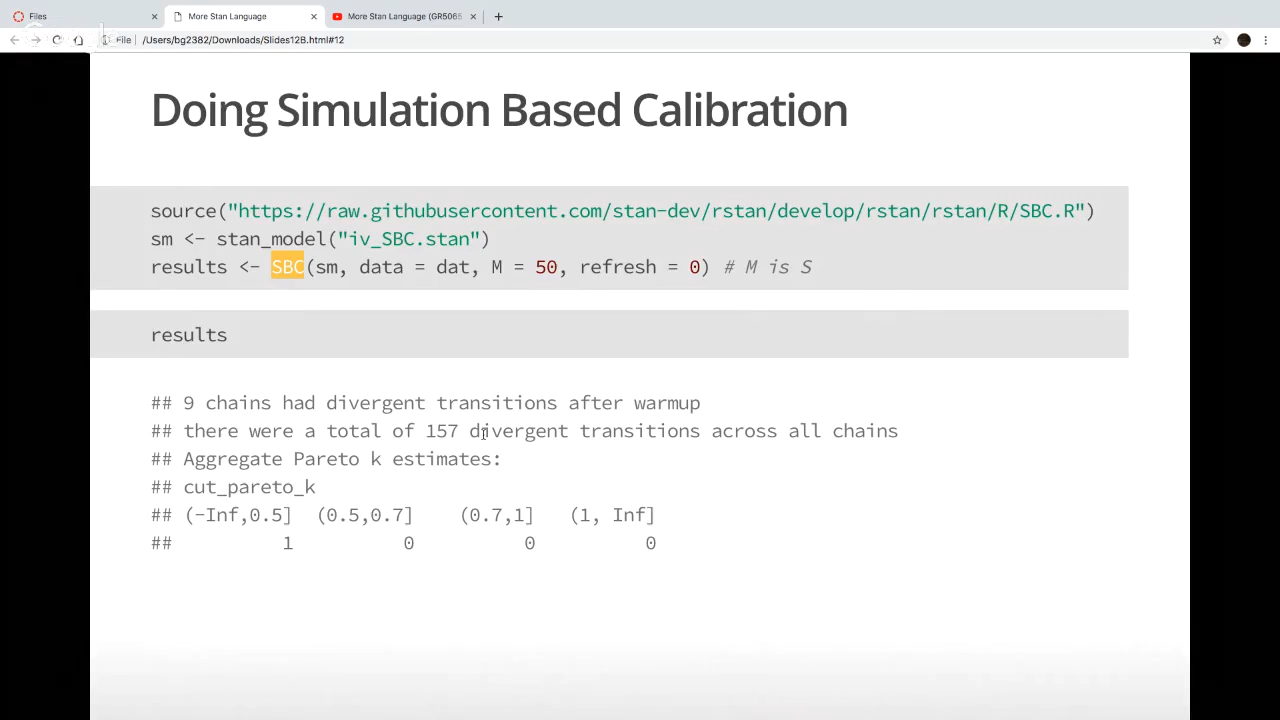 Files
More Stan Language
More Stan Language (GR5065
File /Users/bg2382/Downloads/Slides12B.html#12
Doing Simulation Based Calibration
source("https://raw.githubusercontent.com/stan-dev/rstan/develop/rstan/rstan/R/SBC.R")
sm <- stan_model("iv_SBC.stan")
results <- SBC(sm, data = dat, M = 50, refresh = 0) # M is S
results
## 9 chains had divergent transitions after warmup
## there were a total of 157 divergent transitions across all chains
## Aggregate Pareto k estimates:
## cut_pareto_k
## (-Inf,0.5] (0.5,0.7] (0.7,1] (1, Inf]
## 1 0 0 0